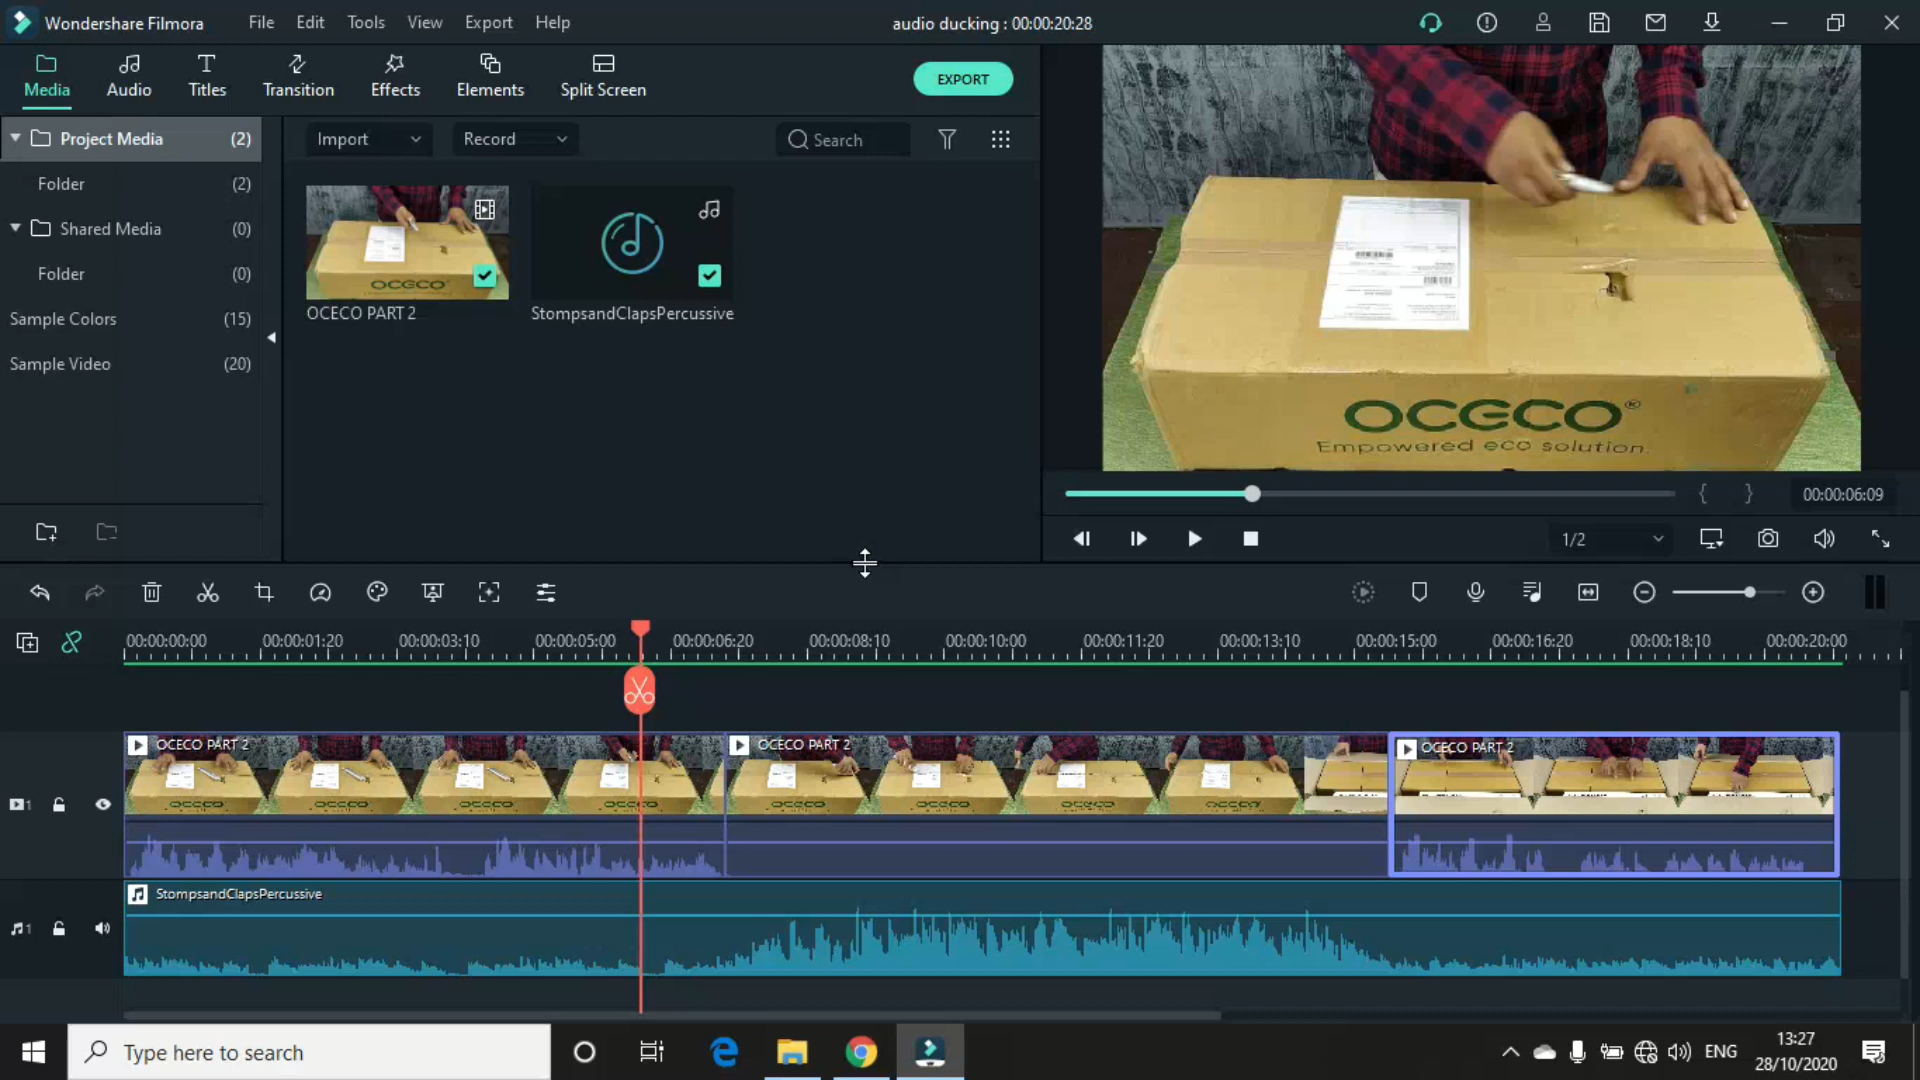 Wondershare Filmora
File Edit Tools View Export Help
audio ducking : 00:00:20:28
Media Audio Titles Transition Effects Elements Split Screen
EXPORT
Project Media (2)
Folder (2)
Shared Media (0)
Folder (0)
Sample Colors (15)
Sample Video (20)
Import Record Search
OCECO
OCECO PART 2
StompsandClapsPercussive
OCECO®
Empowered eco solution.
{ } 00:00:06:09
1/2
00:00:00:00 00:00:01:20 00:00:03:10 00:00:05:00 00:00:06:20 00:00:08:10 00:00:10:00 00:00:11:20 00:00:13:10 00:00:15:00 00:00:16:20 00:00:18:10 00:00:20:00
OCECO PART 2 OCECO PART 2 OCECO PART 2
1
StompsandClapsPercussive
1
Type here to search
ENG
13:27
28/10/2020